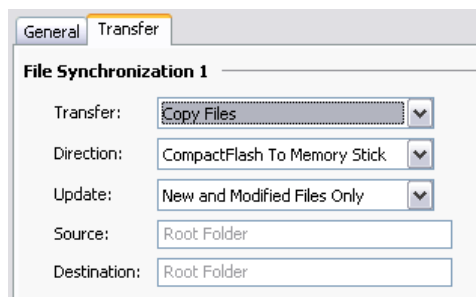 General Transfer
File Synchronization 1
Transfer: Copy Files
Direction: CompactFlash To Memory Stick
Update: New and Modified Files Only
Source: Root Folder
Destination: Root Folder